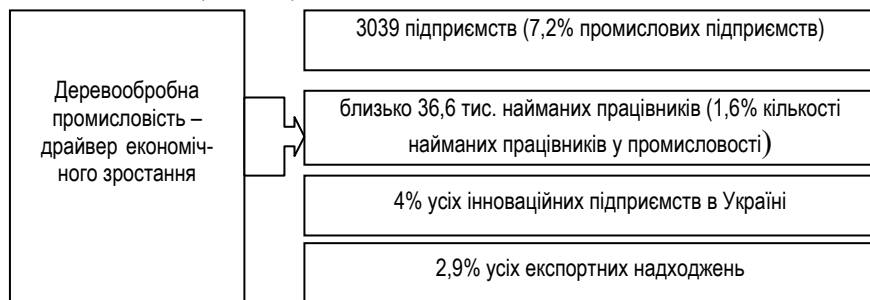 Деревообробна
промисловість –
драйвер економіч-
ного зростання
3039 підприємств (7,2% промислових підприємств)
близько 36,6 тис. найманих працівників (1,6% кількості
найманих працівників у промисловості)
4% усіх інноваційних підприємств в Україні
2,9% усіх експортних надходжень